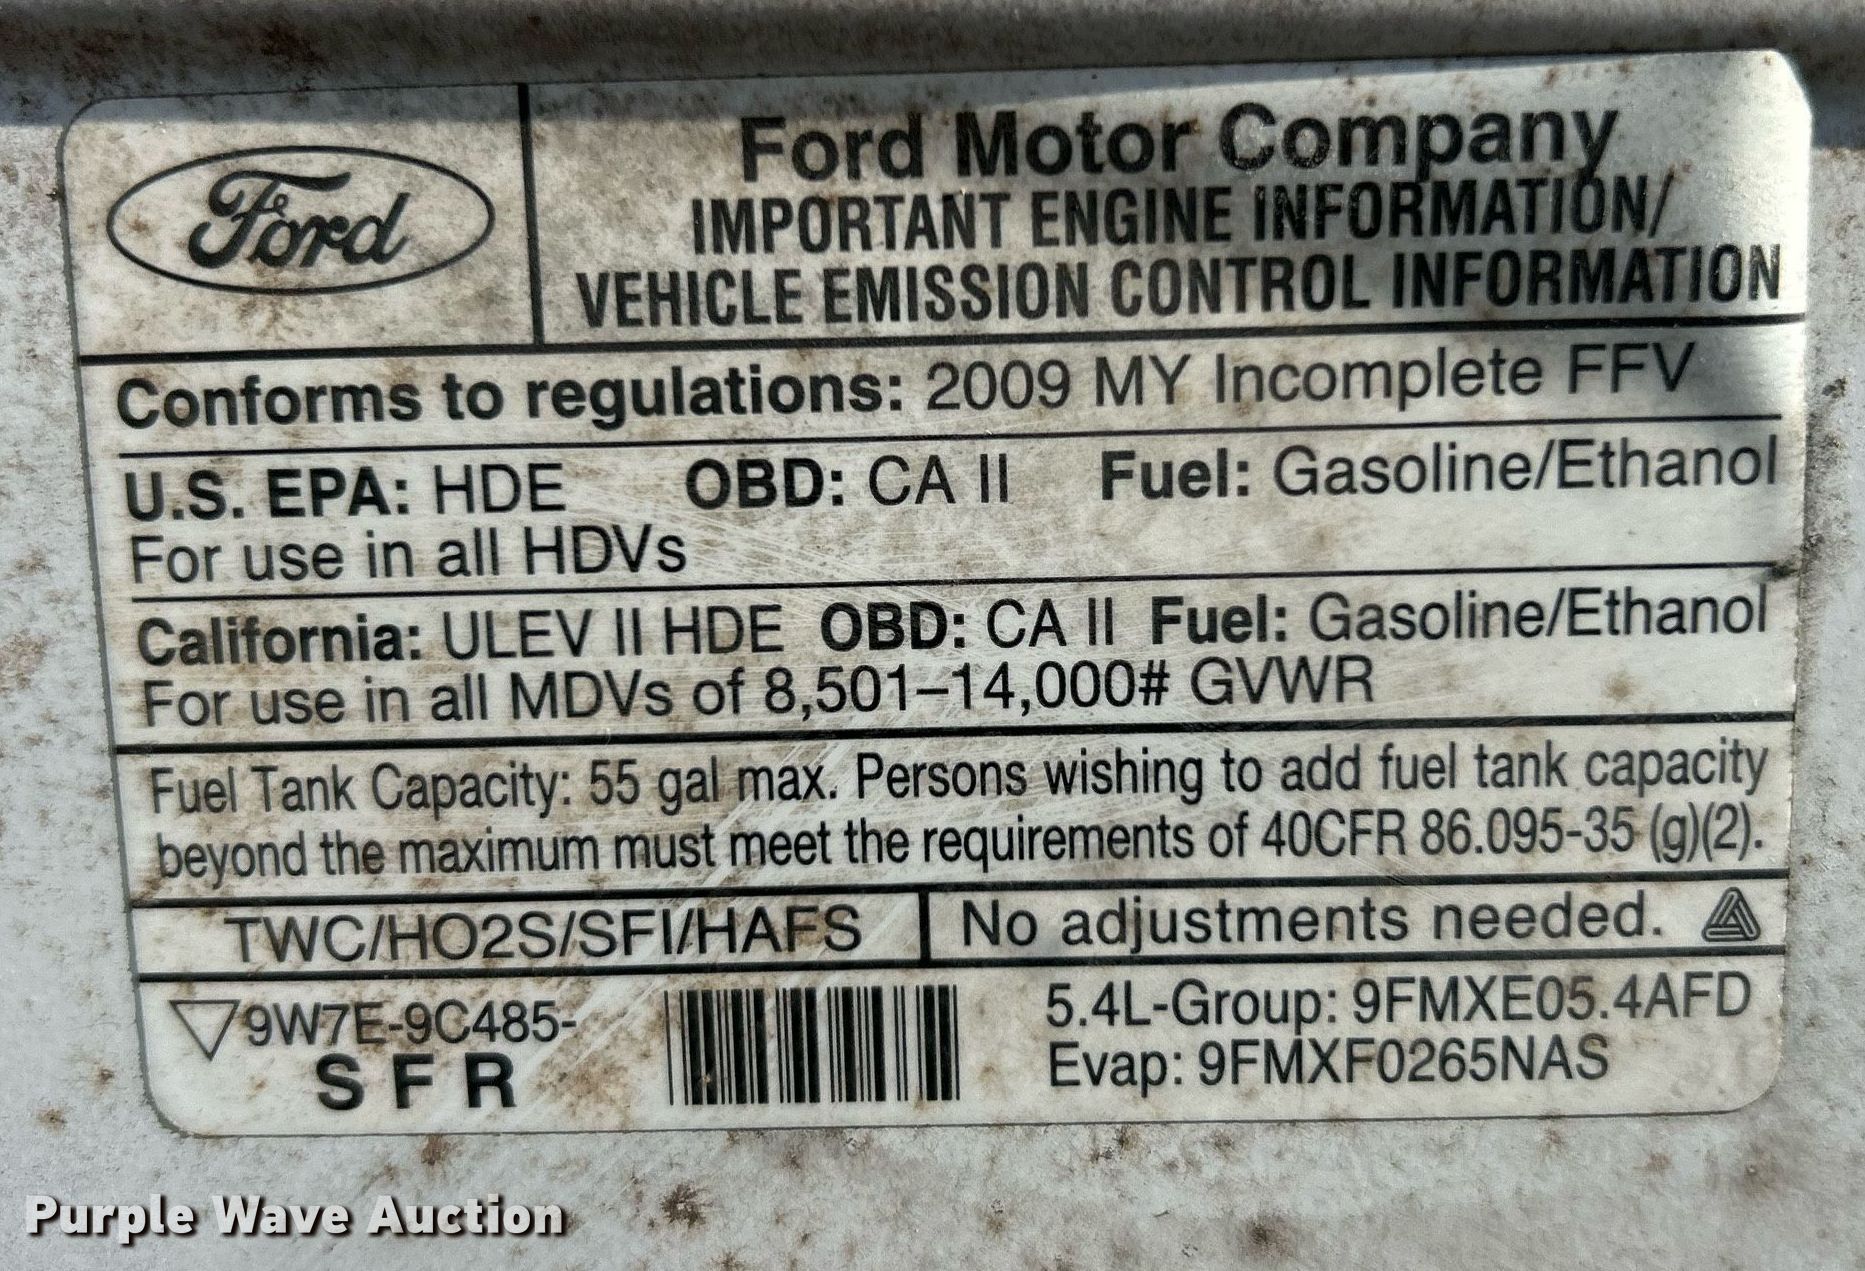 Ford
Ford Motor Company
IMPORTANT ENGINE INFORMATION/
VEHICLE EMISSION CONTROL INFORMATION
Conforms to regulations: 2009 MY Incomplete FFV
U.S. EPA: HDE OBD: CA II Fuel: Gasoline/Ethanol
For use in all HDVs
California: ULEV II HDE OBD: CA II Fuel: Gasoline/Ethanol
For use in all MDVs of 8,501–14,000# GVWR
Fuel Tank Capacity: 55 gal max. Persons wishing to add fuel tank capacity
beyond the maximum must meet the requirements of 40CFR 86.095-35 (g)(2).
TWC/HO2S/SFI/HAFS
No adjustments needed.
9W7E-9C485-
SFR
5.4L-Group: 9FMXE05.4AFD
Evap: 9FMXF0265NAS
Purple Wave Auction